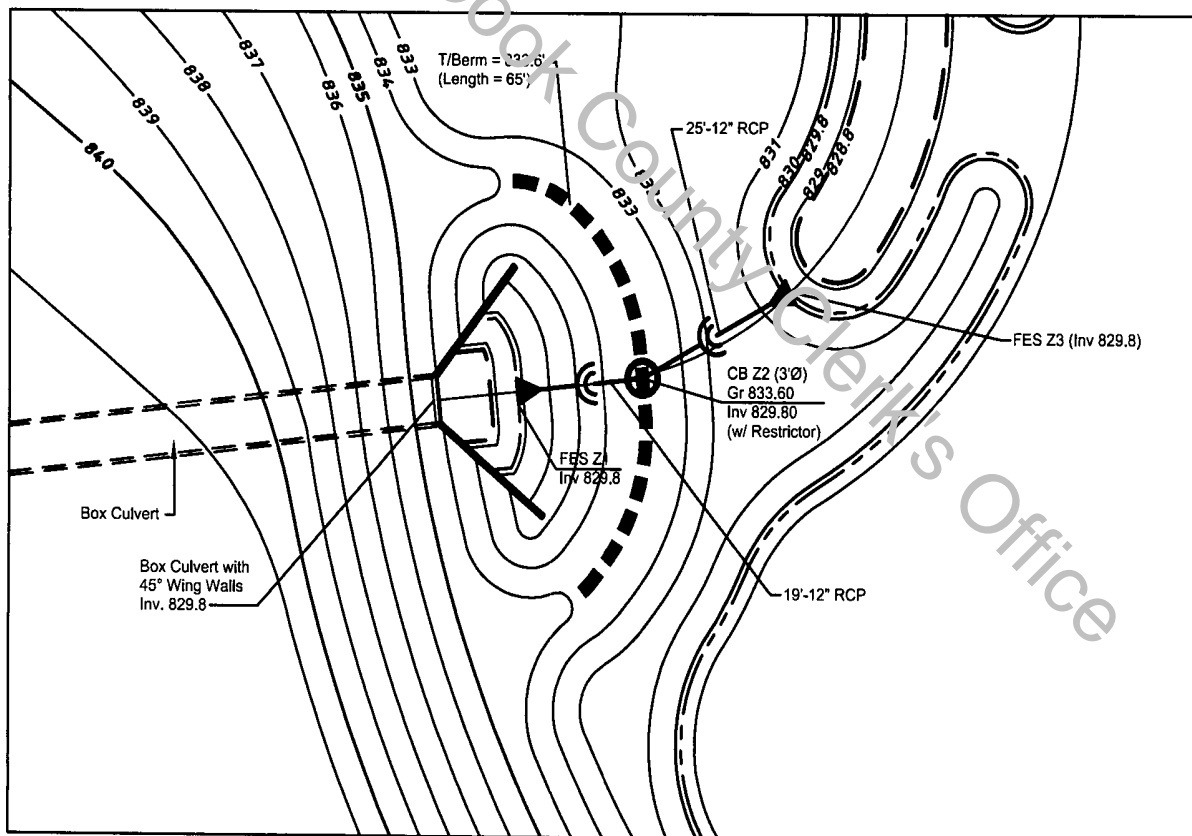 837
838
839
840
836
835
834
833
T/Berm =
(Length = 65')
25'-12" RCP
831
830 829.8
829 828.8
833
FES Z3 (Inv 829.8)
CB Z2 (3'Ø)
Gr 833.60
Inv 829.80
(w/ Restrictor)
FES Z1
Inv 829.8
Box Culvert
Box Culvert with
45° Wing Walls
Inv. 829.8
19'-12" RCP
County Clerk's Office